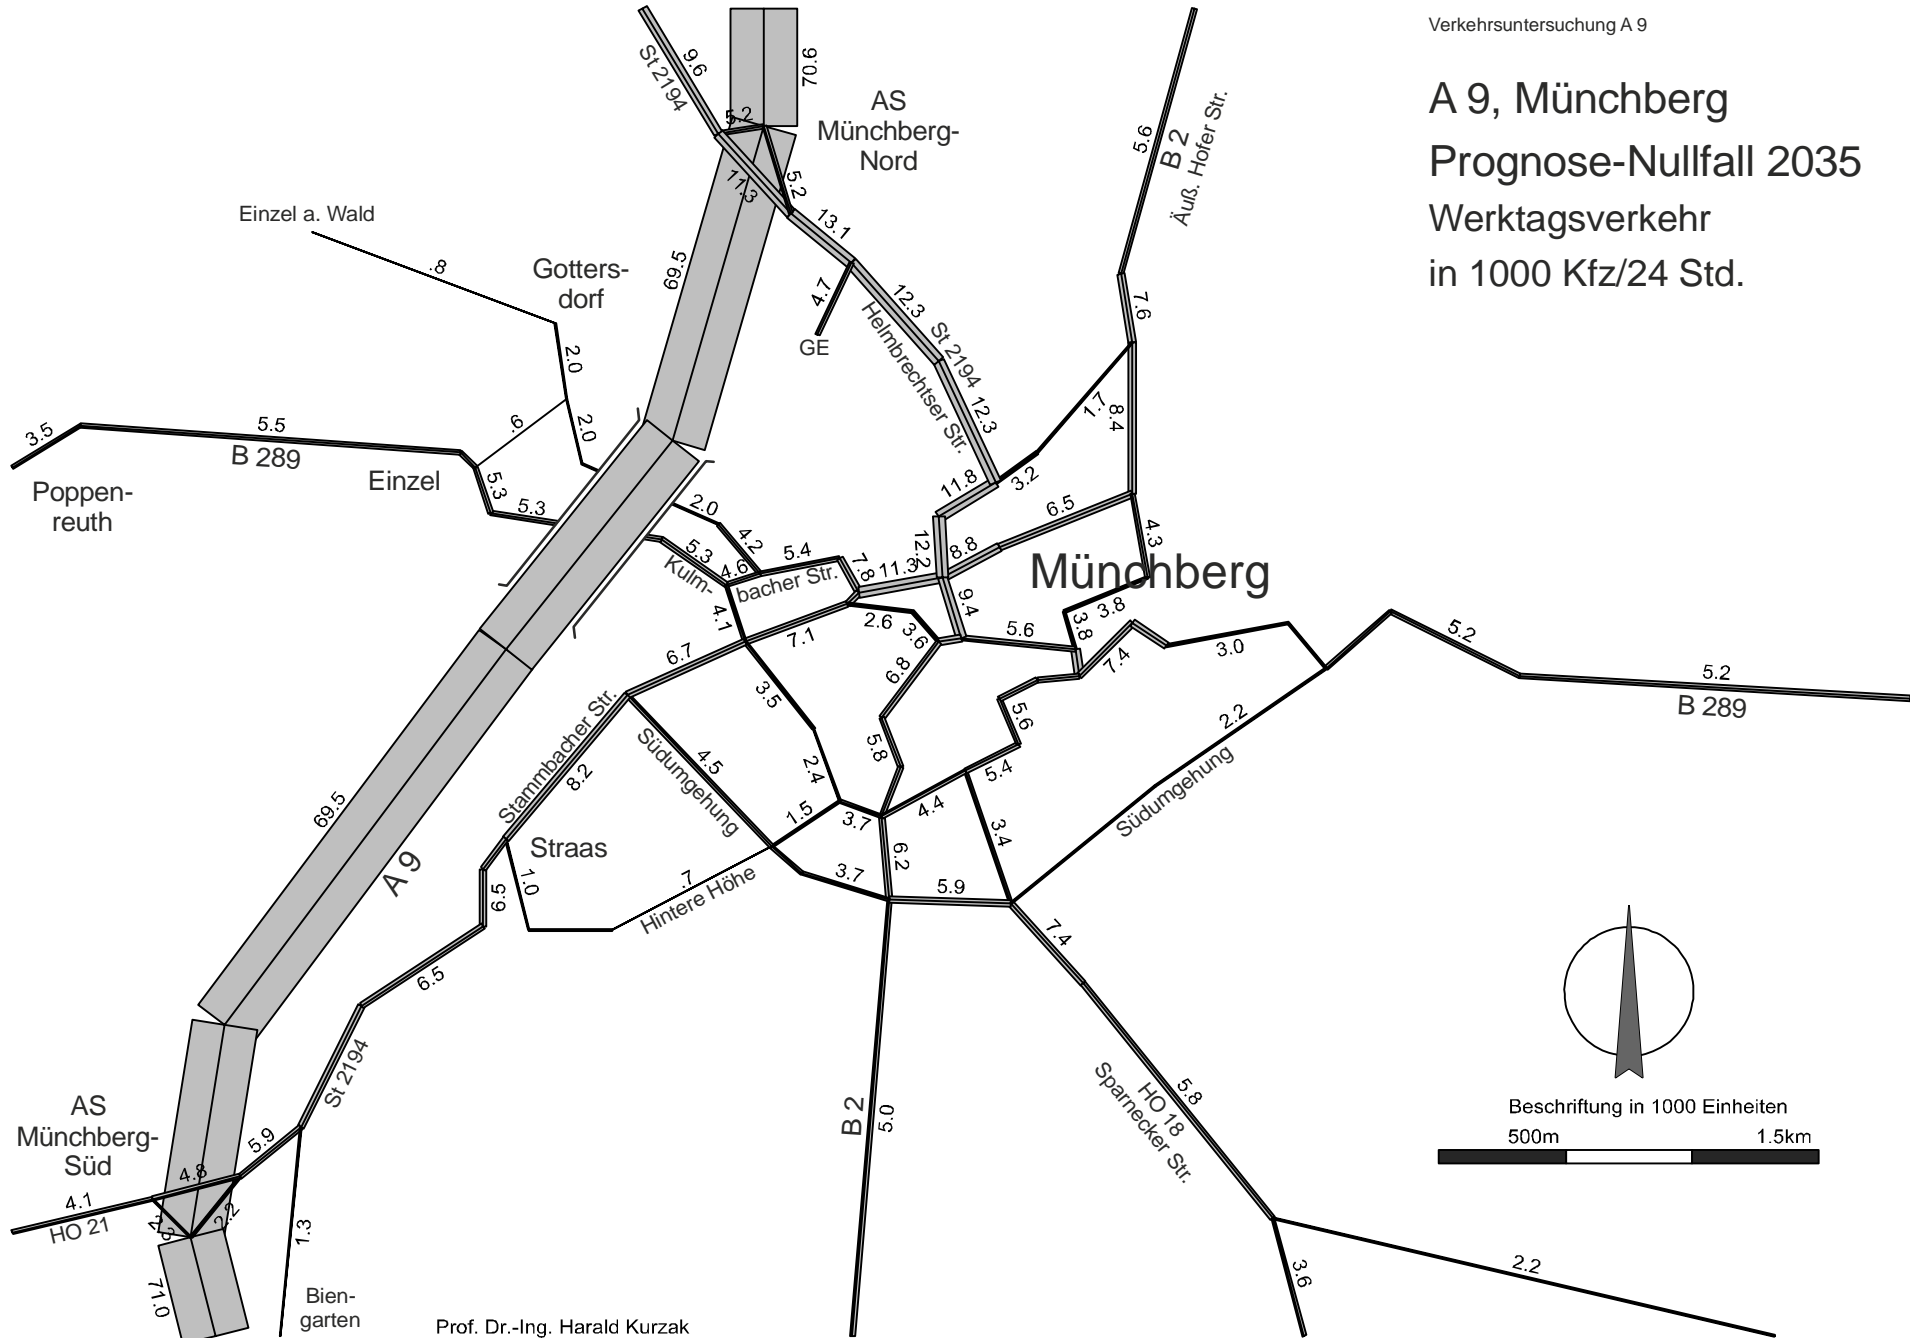 Verkehrsuntersuchung A 9
A 9, Münchberg
Prognose-Nullfall 2035
Werktagsverkehr
in 1000 Kfz/24 Std.
9.6
St 2194
70.6
AS
Münchberg-
Nord
5.2
5.2
11.3
13.1
5.6
B 2
Äuß. Hofer Str.
Einzel a. Wald
.8
Gotters-
dorf
69.5
4.7
GE
12.3
St 2194
Helmbrechtser Str.
12.3
7.6
1.7
8.4
2.0
2.0
.6
3.5
5.5
B 289
Einzel
Poppen-
reuth
5.3
5.3
11.8
3.2
6.5
4.3
12.2
8.8
2.0
4.2
5.3
4.6
5.4
7.8
11.3
Kulm-
bacher Str.
Münchberg
4.1
9.4
2.6
3.6
5.6
3.8
3.8
7.4
3.0
5.2
5.2
B 289
6.7
7.1
3.5
6.8
5.6
2.2
Südumgehung
Stammbacher Str.
8.2
Südumgehung
4.5
2.4
5.8
5.4
1.5
3.7
4.4
3.4
69.5
A 9
Straas
1.0
6.5
.7
Hintere Höhe
3.7
6.2
5.9
7.4
6.5
St 2194
5.8
HO 18
Sparnecker Str.
B 2
5.0
AS
Münchberg-
Süd
5.9
4.8
4.1
HO 21
2.2
1.3
71.0
Bien-
garten
3.6
2.2
Beschriftung in 1000 Einheiten
500m
1.5km
Prof. Dr.-Ing. Harald Kurzak